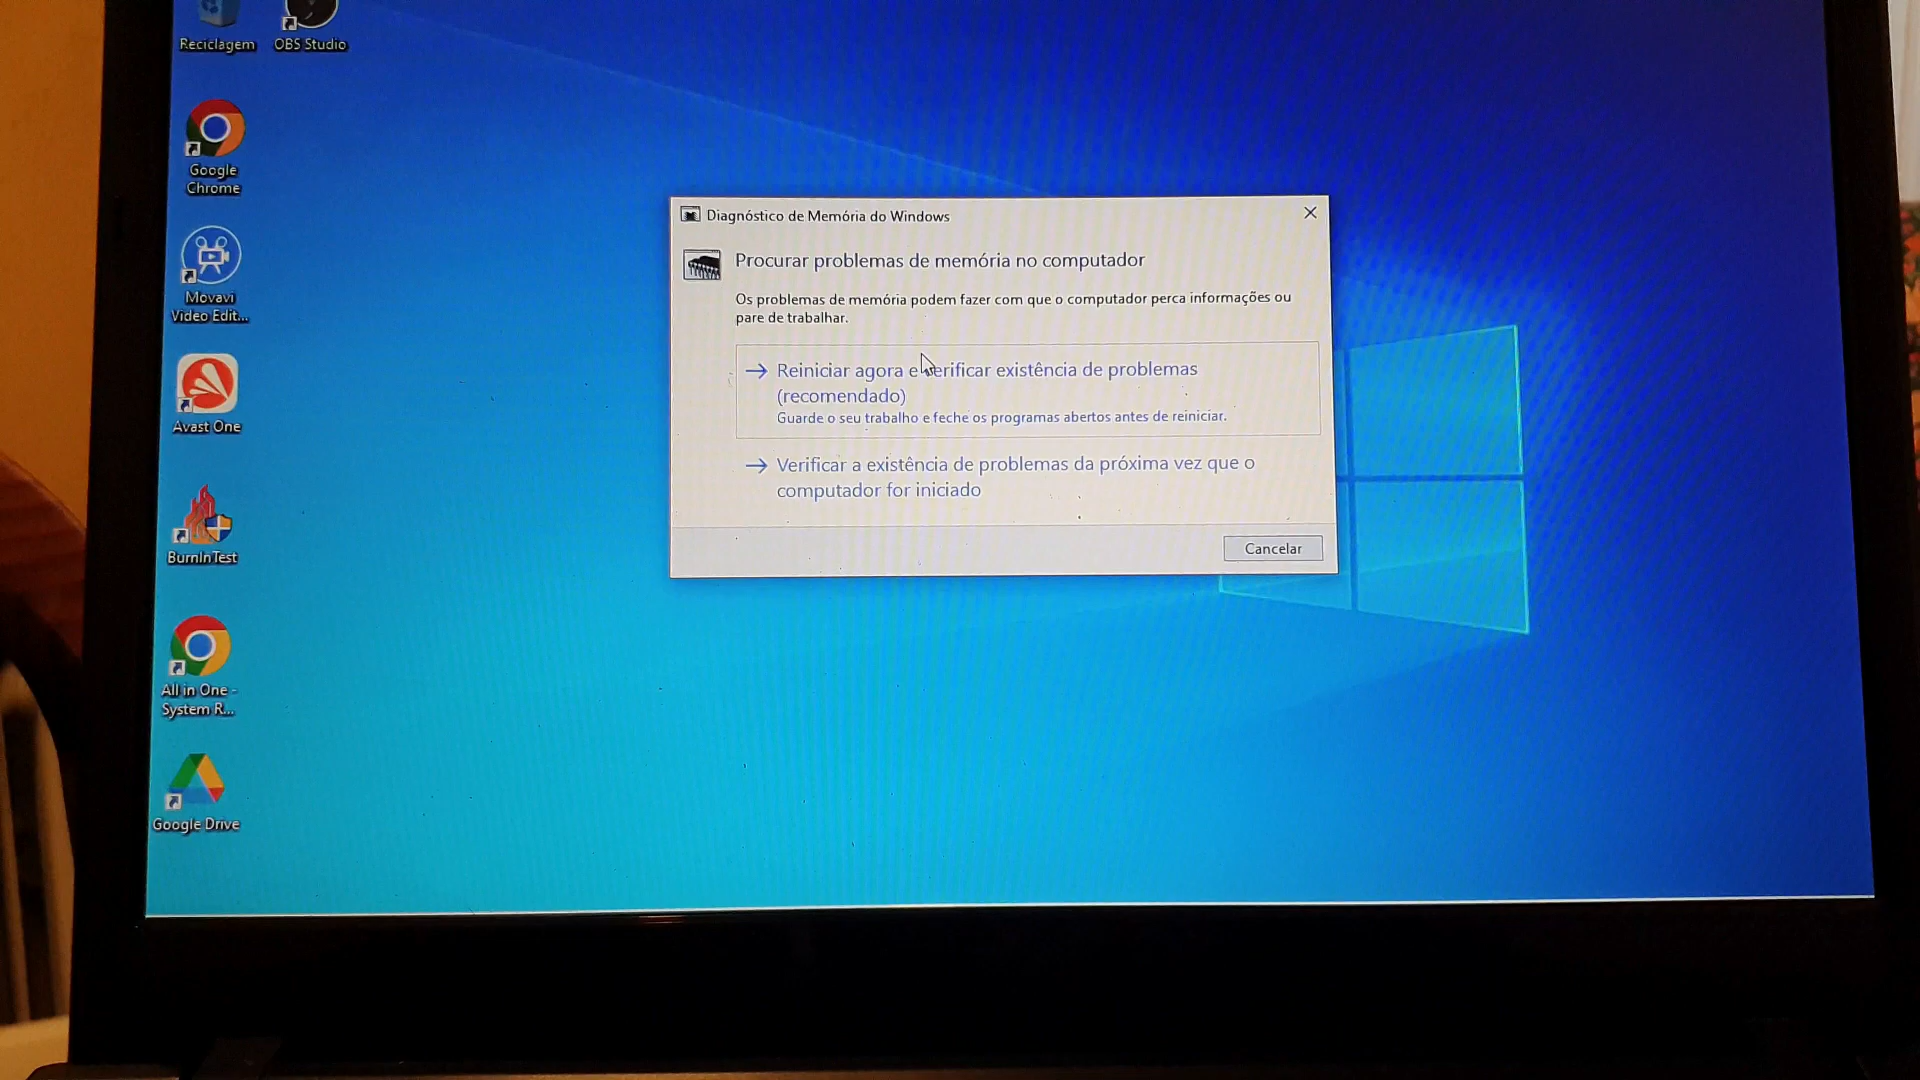 Reciclagem
OBS Studio
Google
Chrome
Movavi
Video Edit...
Avast One
BurnInTest
All in One -
System R...
Google Drive
Diagnóstico de Memória do Windows
Procurar problemas de memória no computador
Os problemas de memória podem fazer com que o computador perca informações ou
pare de trabalhar.
Reiniciar agora e verificar existência de problemas
(recomendado)
Guarde o seu trabalho e feche os programas abertos antes de reiniciar.
Verificar a existência de problemas da próxima vez que o
computador for iniciado
Cancelar